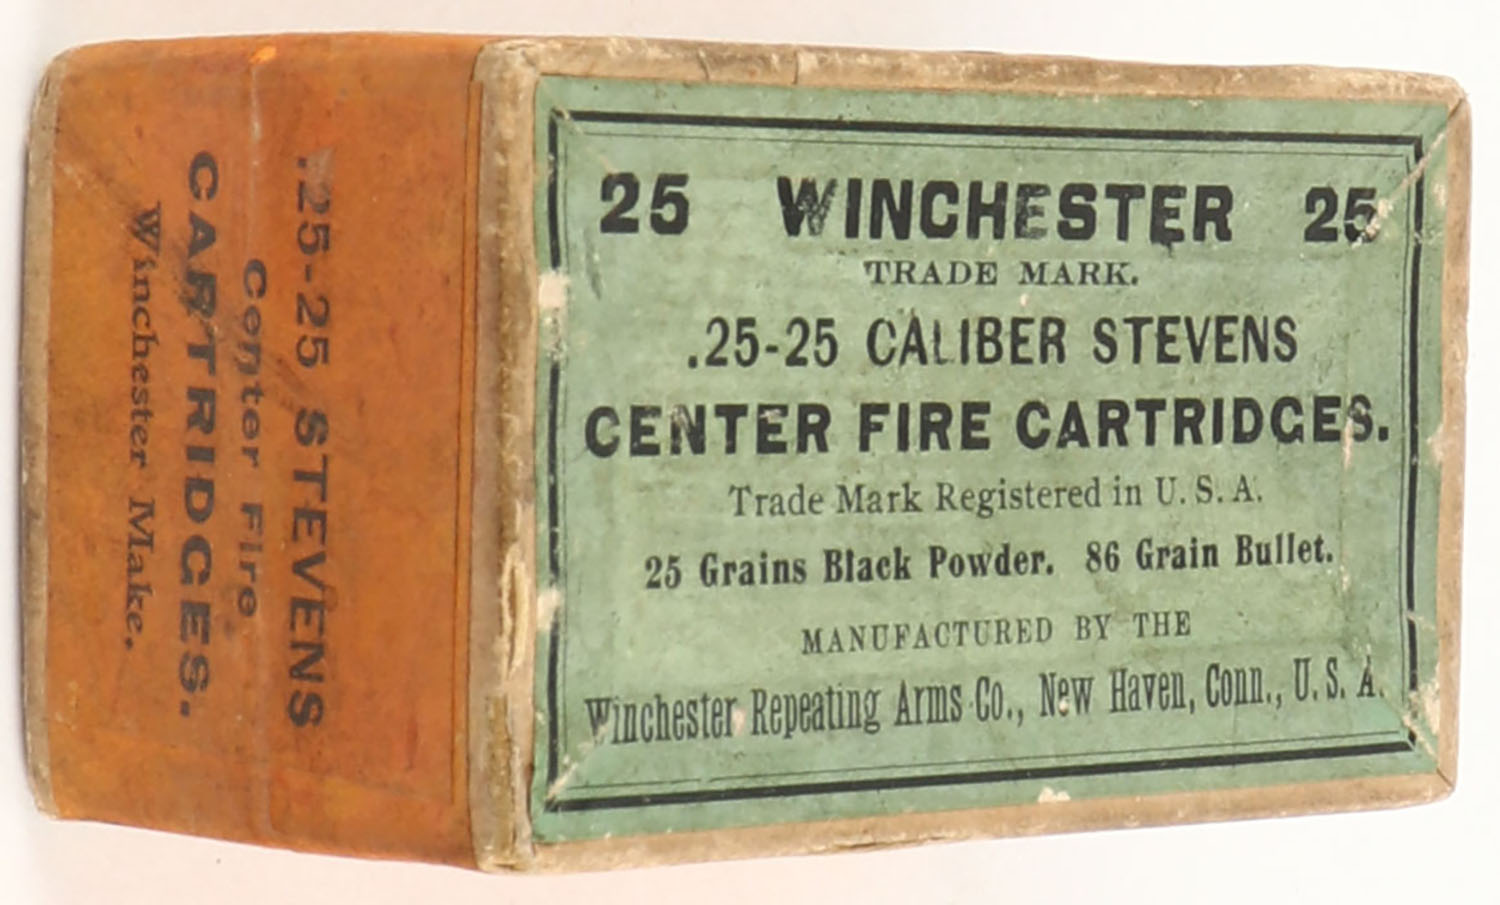 25 WINCHESTER 25
TRADE MARK.
.25-25 CALIBER STEVENS
CENTER FIRE CARTRIDGES.
Trade Mark Registered in U.S.A.
25 Grains Black Powder. 86 Grain Bullet.
MANUFACTURED BY THE
Winchester Repeating Arms Co., New Haven, Conn., U.S.A.
.25-25 STEVENS
Center Fire
CARTRIDGES.
Winchester Make.